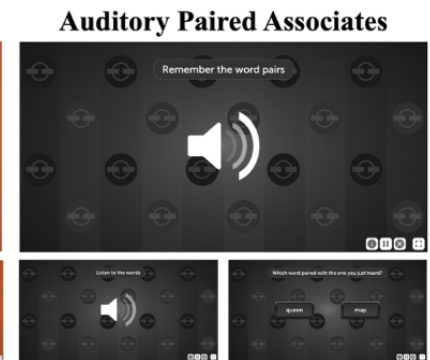 Auditory Paired Associates
Remember the word pairs
Listen to the words
Which word paired with the one you just heard?
queen
map